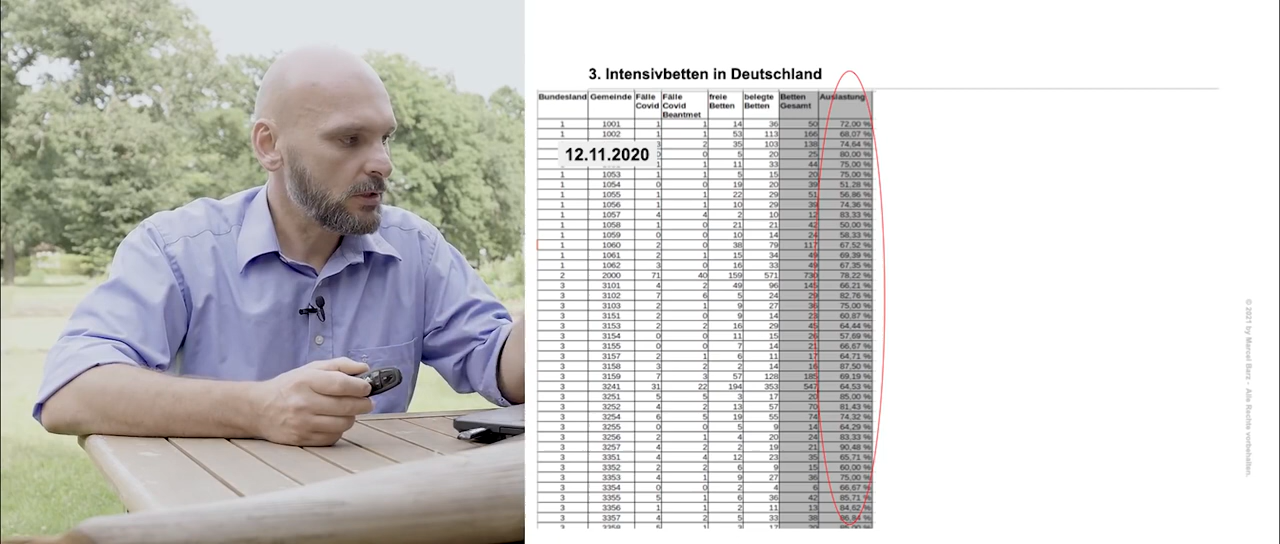 3. Intensivbetten in Deutschland
Bundesland Gemeinde Fälle Covid Fälle Covid Beantmet freie Betten belegte Betten Betten Gesamt Auslastung
1 1001 1 1 14 36 50 72,00 %
1 1002 1 1 53 113 166 68,07 %
3 2 35 103 138 74,64 %
12.11.2020
0 5 20 25 80,00 %
1 1 11 33 44 75,00 %
1 1053 1 1 5 15 20 75,00 %
1 1054 0 0 19 20 39 51,28 %
1 1055 1 1 22 29 51 56,86 %
1 1056 1 1 10 29 39 74,36 %
1 1057 4 4 2 10 12 83,33 %
1 1058 1 0 21 21 42 50,00 %
1 1059 0 0 10 14 24 58,33 %
1 1060 2 0 38 79 117 67,52 %
1 1061 2 1 15 34 49 69,39 %
1 1062 3 0 16 33 49 67,35 %
2 2000 71 40 159 571 730 78,22 %
3 3101 4 2 49 96 145 66,21 %
3 3102 7 6 5 24 29 82,76 %
3 3103 2 1 9 27 36 75,00 %
3 3151 2 0 9 14 23 60,87 %
3 3153 2 2 16 29 45 64,44 %
3 3154 0 0 11 15 26 57,69 %
3 3155 0 0 7 14 21 66,67 %
3 3157 2 1 6 11 17 64,71 %
3 3158 3 2 2 14 16 87,50 %
3 3159 7 3 57 128 185 69,19 %
3 3241 31 22 194 353 547 64,53 %
3 3251 5 5 3 17 20 85,00 %
3 3252 4 2 13 57 70 81,43 %
3 3254 6 5 19 55 74 74,32 %
3 3255 0 0 5 9 14 64,29 %
3 3256 2 1 4 20 24 83,33 %
3 3257 4 2 2 19 21 90,48 %
3 3351 4 4 12 23 35 65,71 %
3 3352 2 2 6 9 15 60,00 %
3 3353 4 1 9 27 36 75,00 %
3 3354 0 0 2 4 6 66,67 %
3 3355 5 1 6 36 42 85,71 %
3 3356 1 1 2 11 13 84,62 %
3 3357 4 2 5 33 38 86,84 %
3 3358 5 1 3 17 20 85,00 %
© 2021 by Marcel Barz - Alle Rechte vorbehalten.